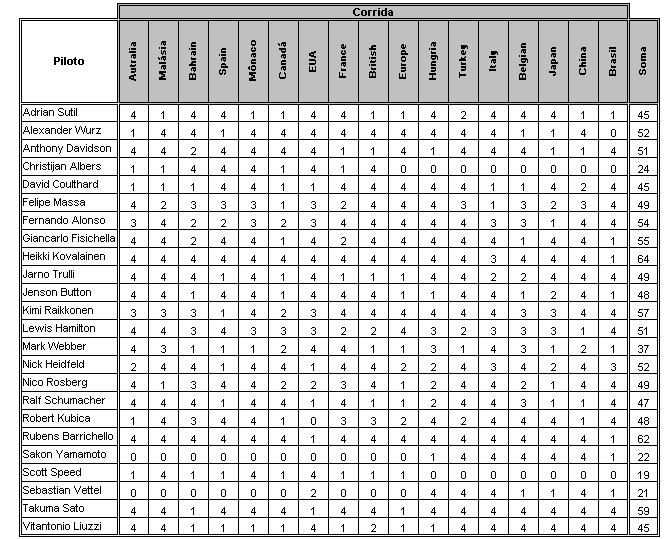 Corrida
Piloto Autralia Malásia Bahrain Spain Mônaco Canadá EUA France British Europe Hungria Turkey Italy Belgian Japan China Brasil Soma
Adrian Sutil 4 1 4 4 1 1 4 4 1 1 4 2 4 4 4 1 1 45
Alexander Wurz 1 4 4 1 4 4 4 4 4 4 4 4 4 1 1 4 0 52
Anthony Davidson 4 4 2 4 4 4 4 1 1 4 1 4 4 4 1 1 4 51
Christijan Albers 1 1 4 4 4 1 4 1 4 0 0 0 0 0 0 0 0 24
David Coulthard 1 1 1 4 4 1 1 4 4 4 4 4 1 1 4 2 4 45
Felipe Massa 4 2 3 3 3 1 3 2 4 4 4 3 1 3 2 3 4 49
Fernando Alonso 3 4 2 2 3 2 3 4 4 4 4 4 3 3 1 4 4 54
Giancarlo Fisichella 4 4 2 4 4 1 4 2 4 4 4 4 4 1 4 4 1 55
Heikki Kovalainen 4 4 4 4 4 4 4 4 4 4 4 4 3 4 4 4 1 64
Jarno Trulli 4 4 4 1 4 1 4 1 1 1 4 4 2 2 4 4 4 49
Jenson Button 4 4 1 4 4 1 4 4 4 1 1 4 4 1 2 4 1 48
Kimi Raikkonen 3 3 3 1 4 2 3 4 4 4 4 4 4 3 3 4 4 57
Lewis Hamilton 4 4 3 4 3 3 3 2 2 4 3 2 3 3 3 1 4 51
Mark Webber 4 3 1 1 1 2 4 4 1 1 3 1 4 3 1 2 1 37
Nick Heidfeld 2 4 4 1 4 4 1 4 4 2 2 4 3 4 2 4 3 52
Nico Rosberg 4 1 3 4 4 2 2 3 4 1 2 4 4 2 1 4 4 49
Ralf Schumacher 4 4 4 1 4 4 1 4 1 1 2 4 4 3 1 1 4 47
Robert Kubica 1 4 3 4 4 1 0 3 3 2 4 2 4 4 4 1 4 48
Rubens Barrichello 4 4 4 4 4 4 1 4 4 4 4 4 4 4 4 4 1 62
Sakon Yamamoto 0 0 0 0 0 0 0 0 0 0 1 4 4 4 4 4 1 22
Scott Speed 1 4 1 1 4 1 4 1 1 1 0 0 0 0 0 0 0 19
Sebastian Vettel 0 0 0 0 0 0 2 0 0 0 4 4 4 1 1 4 1 21
Takuma Sato 4 4 1 4 4 4 1 4 4 4 4 4 4 4 4 4 1 59
Vitantonio Liuzzi 4 4 1 1 1 1 4 1 2 1 1 4 4 4 4 4 4 45